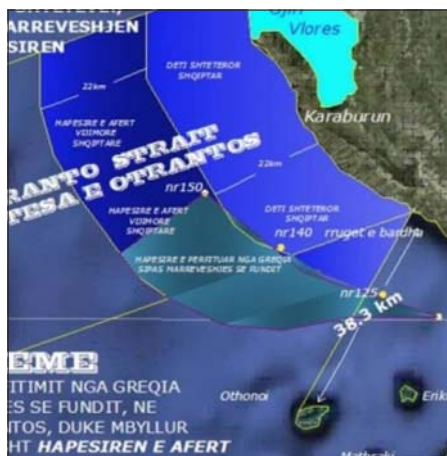 ARREVESHJEN
SIREN
Vlores
DETI SHTETEROR
SHQIPTAR
22km
Karaburun
HAPESIRE E AFERT
VIJIMORE
SHQIPTARE
RANTO STRAIT
TESA E OTRANTOS
22km
nr150
HAPESIRE E AFERT
VIJIMORE
SHQIPTARE
DETI SHTETEROR
SHQIPTAR
nr140
rruget e bardha
HAPESIRE E PERFITUAR NGA GREQIA
SIPAS MARREVESHJES SE FUNDIT
nr125
38.3 km
EME
ITIMIT NGA GREQIA
ES SE FUNDIT, NE
NTOS, DUKE MBYLLUR
HT HAPESIREN E AFERT
Othonoi
Erik